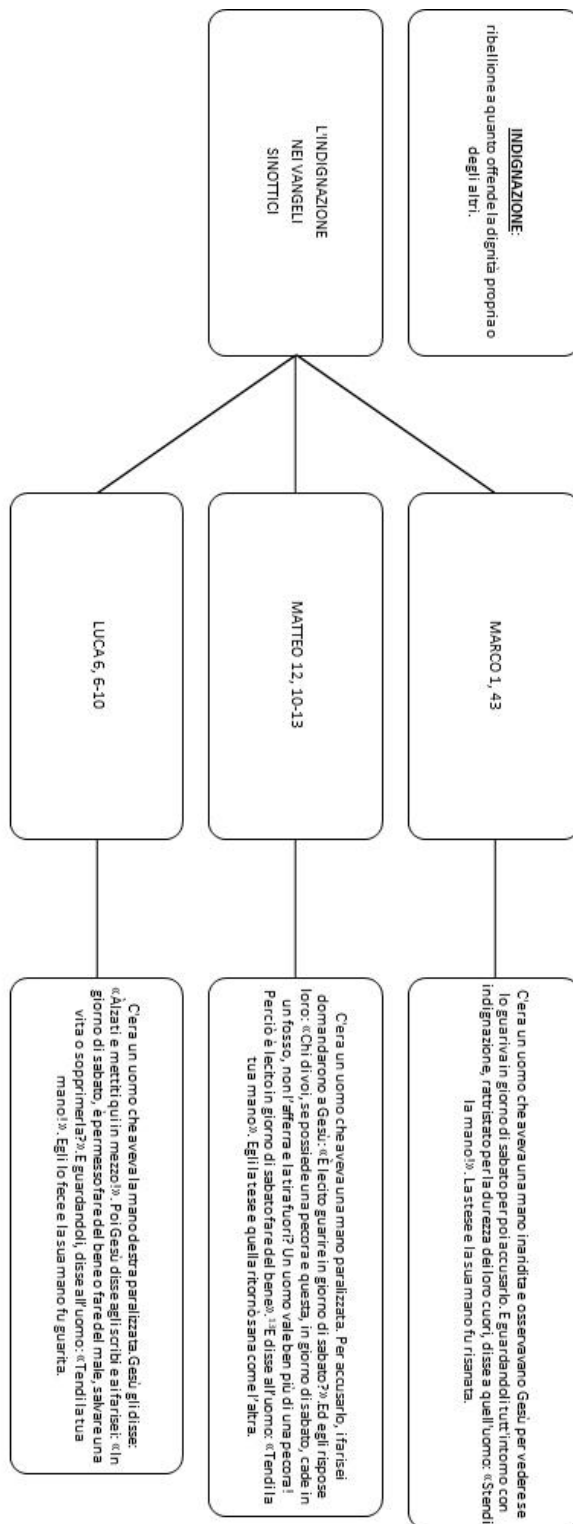 INDIGNAZIONE:
ribellione a quanto offende la dignità propria o
degli altri.
L'INDIGNAZIONE
NEI VANGELI
SINOTTICI
MARCO 1, 43
MATTEO 12, 10-13
LUCA 6, 6-10
C'era un uomo che aveva una mano inaridita e osservavano Gesù per vedere se
lo guariva in giorno di sabato per poi accusarlo. E guardandoli tutt'intorno con
indignazione, rattristato per la durezza dei loro cuori, disse a quell'uomo: «Stendi
la mano!». La stese e la sua mano fu risanata.
C'era un uomo che aveva una mano paralizzata. Per accusarlo, i farisei
domandarono a Gesù: «È lecito guarire in giorno di sabato?». Ed egli rispose
loro: «Chi di voi, se possiede una pecora e questa, in giorno di sabato, cade in
un fosso, non l'afferra e la tira fuori? Un uomo vale ben più di una pecora!
Perciò è lecito in giorno di sabato fare del bene». 13E disse all'uomo: «Tendi la
tua mano». Egli la tese e quella ritornò sana come l'altra.
C'era un uomo che aveva la mano destra paralizzata.Gesù gli disse:
«Àlzati e mettiti qui in mezzo!». Poi Gesù disse agli scribi e ai farisei: «In
giorno di sabato, è permesso fare del bene o fare del male, salvare una
vita o sopprimerla?».E guardandoli, disse all'uomo: «Tendi la tua
mano!». Egli lo fece e la sua mano fu guarita.